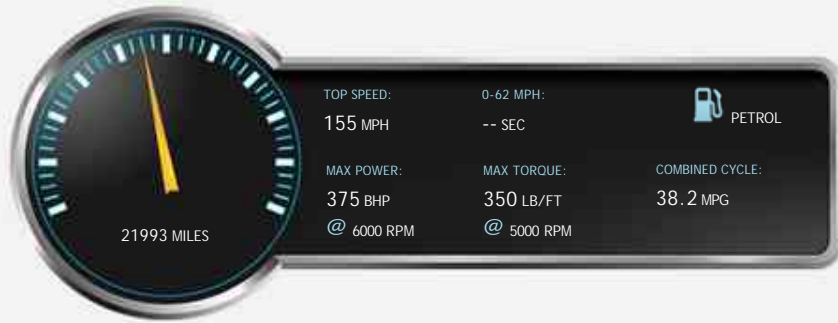 TOP SPEED:
155 MPH
0-62 MPH:
-- SEC
PETROL
MAX POWER:
375 BHP
@ 6000 RPM
MAX TORQUE:
350 LB/FT
@ 5000 RPM
COMBINED CYCLE:
38.2 MPG
21993 MILES